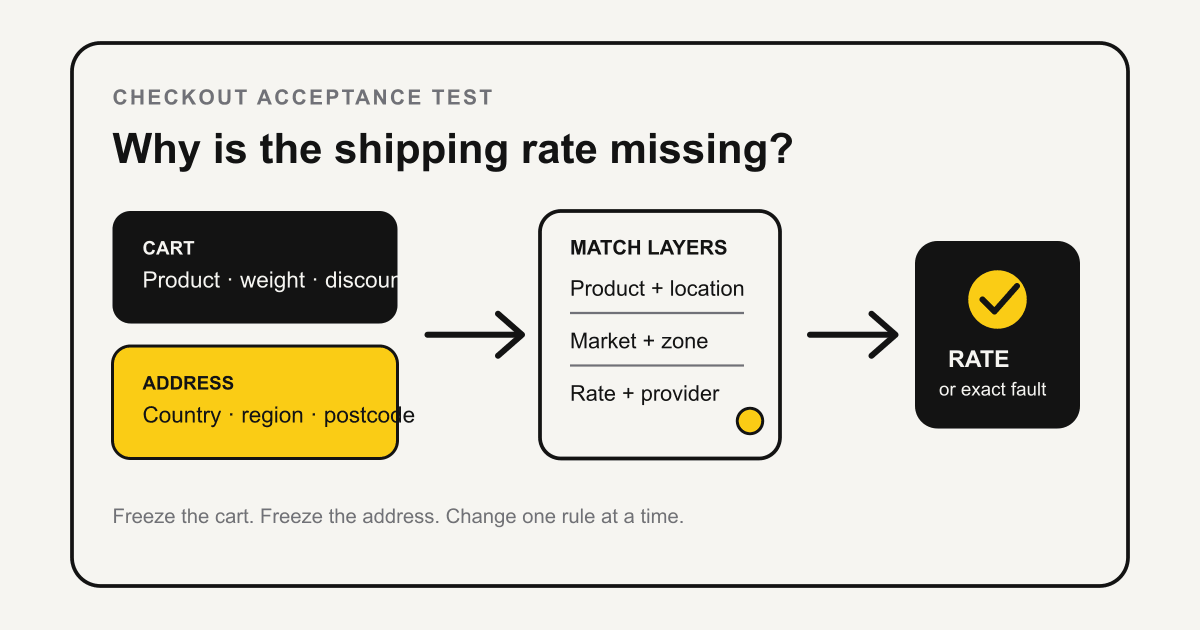 CHECKOUT ACCEPTANCE TEST
Why is the shipping rate missing?
CART
Product · weight · discour
ADDRESS
Country · region · postcode
MATCH LAYERS
Product + location
Market + zone
Rate + provider
RATE
or exact fault
Freeze the cart. Freeze the address. Change one rule at a time.